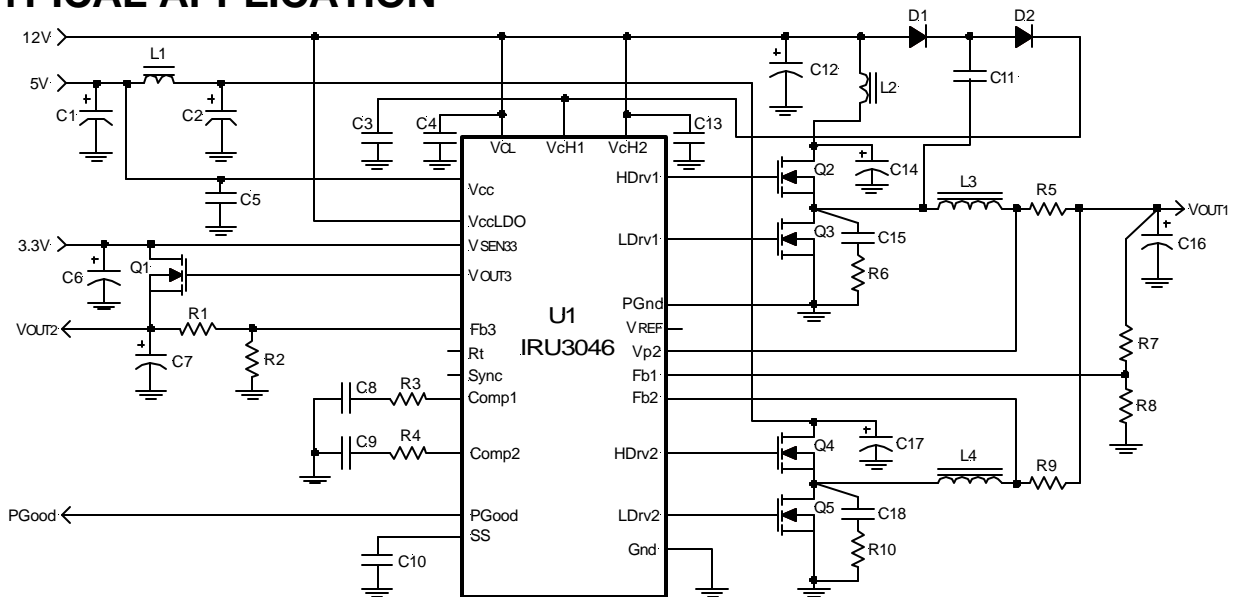 TYPICAL APPLICATION
D1 D2
12V
L1
5V
C12 L2 C11
C1 C2 C3 C4 C13
VCL VcH1 VcH2
Q2 C14
HDrv1
Vcc
C5
L3 R5
VOUT1
VccLDO
Q3 C15 C16
LDrv1
3.3V
VSEN33
C6 Q1
VOUT3
R6
PGnd
U1
IRU3046
VREF
VOUT2
R1
Fb3
C7 R2
Rt
Vp2
R7
Sync
Fb1
C8 R3
Comp1
Fb2
R8
C9 R4
Comp2
HDrv2
Q4 C17
L4 R9
PGood
PGood
LDrv2
Q5 C18
SS
C10
Gnd
R10